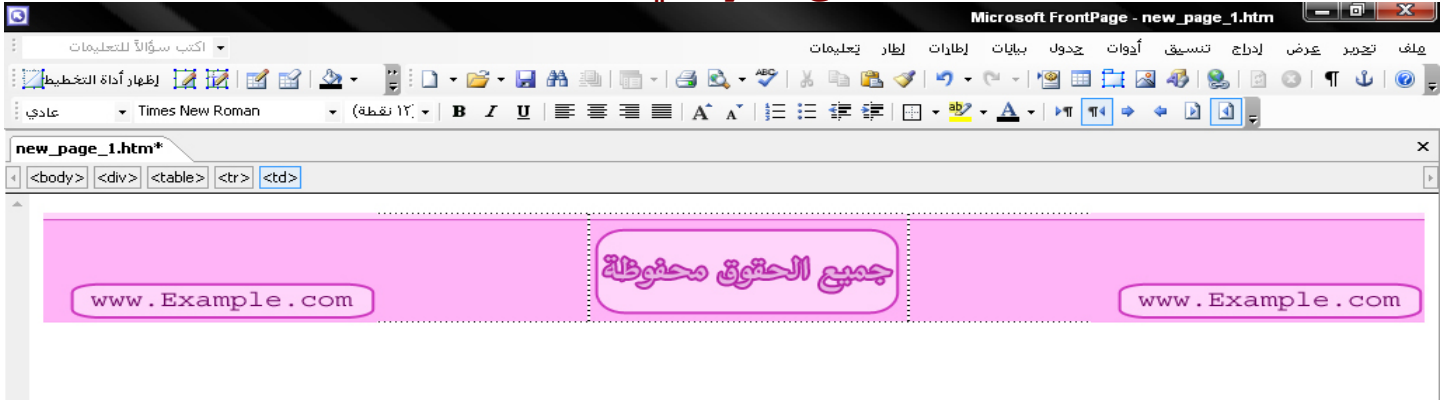 Microsoft FrontPage - new_page_1.htm
ملف تحرير عرض إدراج تنسيق أدوات جدول بيانات إطارات إطار تعليمات
اكتب سؤالاً للتعليمات
إظهار أداة التخطيط
عادي Times New Roman (١٢ نقطة) B I U
new_page_1.htm*
<body> <div> <table> <tr> <td>
جميع الحقوق محفوظة
www.Example.com www.Example.com